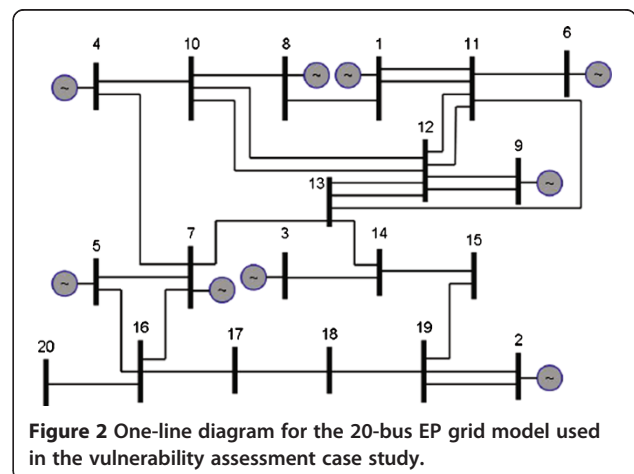 4 10 8 1 11 6
~ ~ ~ ~
12
9
13 ~
5 7 3 14 15
~ ~ ~
16 17 18 19 2
20 ~
Figure 2 One-line diagram for the 20-bus EP grid model used
in the vulnerability assessment case study.